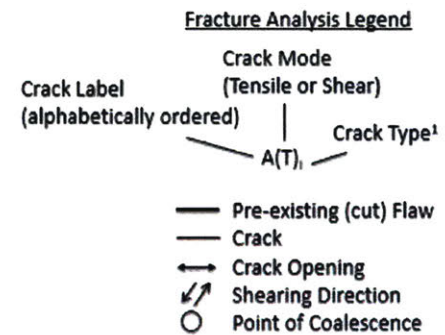 Fracture Analysis Legend
Crack Mode
(Tensile or Shear)
Crack Label
(alphabetically ordered)
Crack Type¹
A(T)ᵢ
Pre-existing (cut) Flaw
Crack
Crack Opening
Shearing Direction
Point of Coalescence